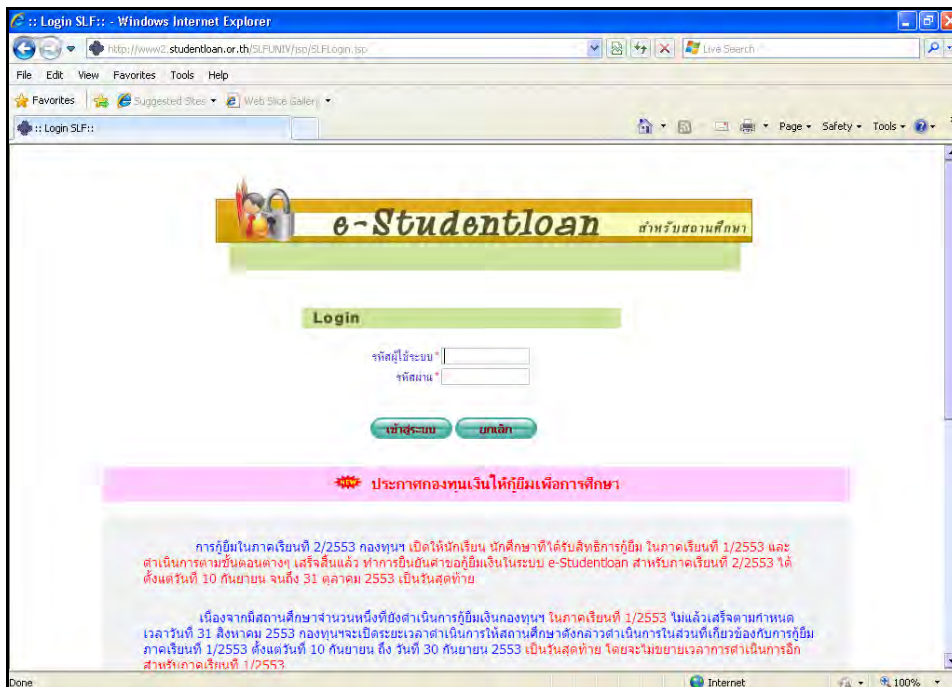 :: Login SLF:: - Windows Internet Explorer
http://www2.studentloan.or.th/SLFUNIV/jsp/SLFLogin.jsp
Live Search
File Edit View Favorites Tools Help
Favorites Suggested Sites Web Slice Gallery
:: Login SLF:: Page Safety Tools
e-Studentloan สำหรับสถานศึกษา
Login
รหัสผู้ใช้ระบบ *
รหัสผ่าน *
เข้าสู่ระบบ ยกเลิก
NEW ประกาศกองทุนเงินให้กู้ยืมเพื่อการศึกษา
การกู้ยืมในภาคเรียนที่ 2/2553 กองทุนฯ เปิดให้นักเรียน นักศึกษาที่ได้รับสิทธิการกู้ยืม ในภาคเรียนที่ 1/2553 และ
ดำเนินการตามขั้นตอนต่างๆ เสร็จสิ้นแล้ว ทำการยืนยันคำขอกู้ยืมเงินในระบบ e-Studentloan สำหรับภาคเรียนที่ 2/2553 ได้
ตั้งแต่วันที่ 10 กันยายน จนถึง 31 ตุลาคม 2553 เป็นวันสุดท้าย
เนื่องจากมีสถานศึกษาจำนวนหนึ่งที่ยังดำเนินการกู้ยืมเงินกองทุนฯ ในภาคเรียนที่ 1/2553 ไม่แล้วเสร็จตามกำหนด
เวลาวันที่ 31 สิงหาคม 2553 กองทุนฯจะเปิดระยะเวลาดำเนินการให้สถานศึกษาดังกล่าวดำเนินการในส่วนที่เกี่ยวข้องกับการกู้ยืม
ภาคเรียนที่ 1/2553 ตั้งแต่วันที่ 10 กันยายน ถึง วันที่ 30 กันยายน 2553 เป็นวันสุดท้าย โดยจะไม่ขยายเวลาการดำเนินการอีก
สำหรับภาคเรียนที่ 1/2553
Done Internet 100%